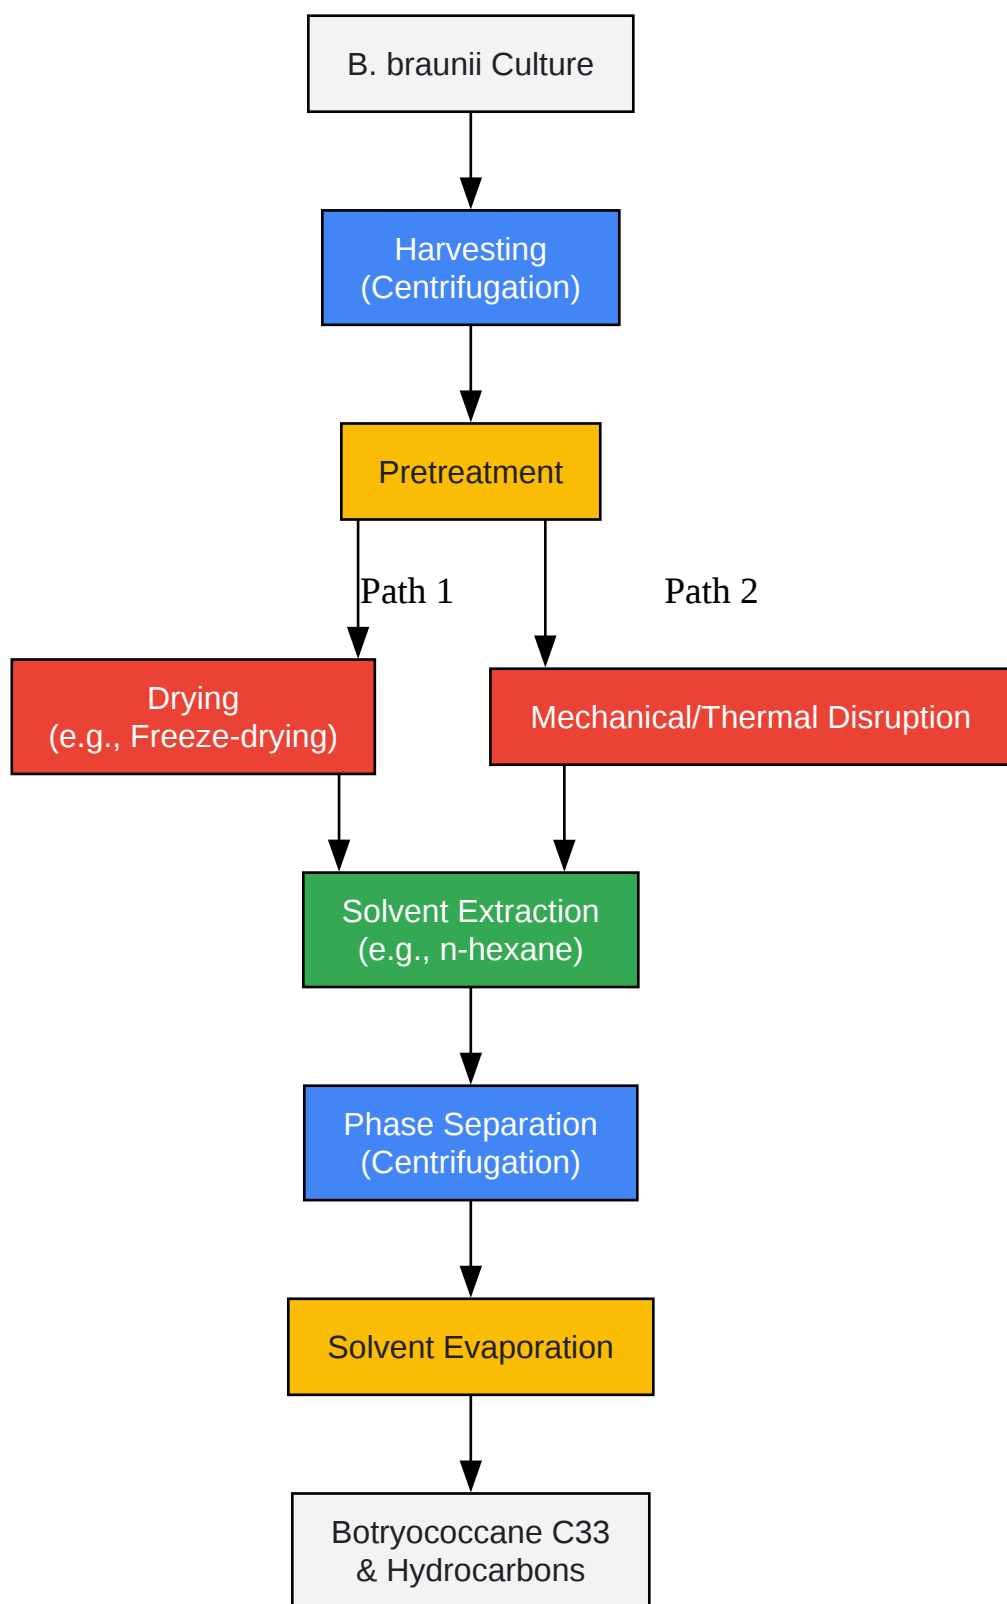 B. braunii Culture
Harvesting
(Centrifugation)
Pretreatment
Path 1
Path 2
Drying
(e.g., Freeze-drying)
Mechanical/Thermal Disruption
Solvent Extraction
(e.g., n-hexane)
Phase Separation
(Centrifugation)
Solvent Evaporation
Botryococcane C33
& Hydrocarbons